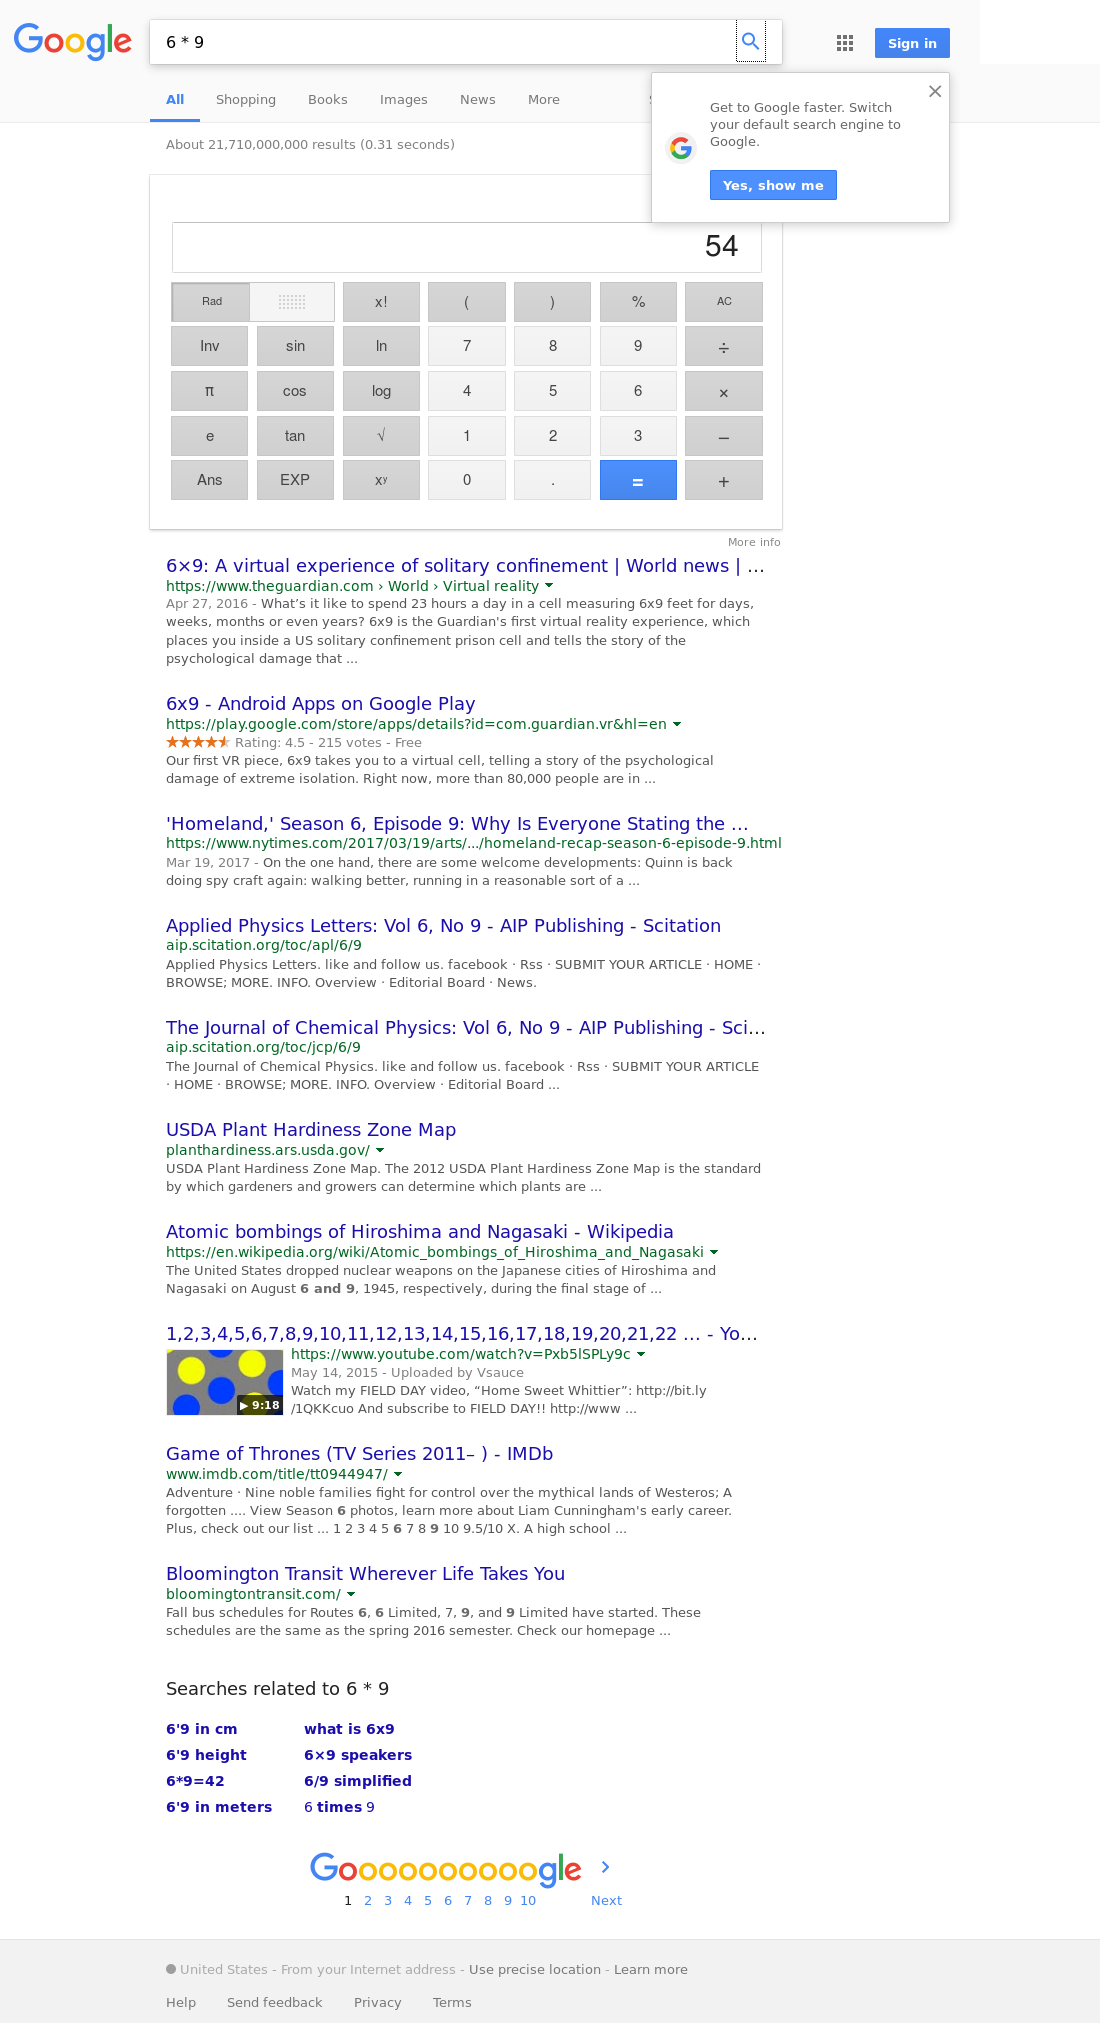 Google
6 * 9
Sign in
All Shopping Books Images News More
Get to Google faster. Switch
your default search engine to
Google.
Yes, show me
About 21,710,000,000 results (0.31 seconds)
54
Rad x! ( ) % AC
Inv sin ln 7 8 9 ÷
π cos log 4 5 6 ×
e tan √ 1 2 3 −
Ans EXP xʸ 0 . = +
More info
6×9: A virtual experience of solitary confinement | World news | ...
https://www.theguardian.com › World › Virtual reality
Apr 27, 2016 - What’s it like to spend 23 hours a day in a cell measuring 6x9 feet for days,
weeks, months or even years? 6x9 is the Guardian's first virtual reality experience, which
places you inside a US solitary confinement prison cell and tells the story of the
psychological damage that ...
6x9 - Android Apps on Google Play
https://play.google.com/store/apps/details?id=com.guardian.vr&hl=en
Rating: 4.5 - 215 votes - Free
Our first VR piece, 6x9 takes you to a virtual cell, telling a story of the psychological
damage of extreme isolation. Right now, more than 80,000 people are in ...
'Homeland,' Season 6, Episode 9: Why Is Everyone Stating the ...
https://www.nytimes.com/2017/03/19/arts/.../homeland-recap-season-6-episode-9.html
Mar 19, 2017 - On the one hand, there are some welcome developments: Quinn is back
doing spy craft again: walking better, running in a reasonable sort of a ...
Applied Physics Letters: Vol 6, No 9 - AIP Publishing - Scitation
aip.scitation.org/toc/apl/6/9
Applied Physics Letters. like and follow us. facebook · Rss · SUBMIT YOUR ARTICLE · HOME ·
BROWSE; MORE. INFO. Overview · Editorial Board · News.
The Journal of Chemical Physics: Vol 6, No 9 - AIP Publishing - Sci...
aip.scitation.org/toc/jcp/6/9
The Journal of Chemical Physics. like and follow us. facebook · Rss · SUBMIT YOUR ARTICLE
· HOME · BROWSE; MORE. INFO. Overview · Editorial Board ...
USDA Plant Hardiness Zone Map
planthardiness.ars.usda.gov/
USDA Plant Hardiness Zone Map. The 2012 USDA Plant Hardiness Zone Map is the standard
by which gardeners and growers can determine which plants are ...
Atomic bombings of Hiroshima and Nagasaki - Wikipedia
https://en.wikipedia.org/wiki/Atomic_bombings_of_Hiroshima_and_Nagasaki
The United States dropped nuclear weapons on the Japanese cities of Hiroshima and
Nagasaki on August 6 and 9, 1945, respectively, during the final stage of ...
1,2,3,4,5,6,7,8,9,10,11,12,13,14,15,16,17,18,19,20,21,22 ... - Yo...
https://www.youtube.com/watch?v=Pxb5lSPLy9c
May 14, 2015 - Uploaded by Vsauce
Watch my FIELD DAY video, “Home Sweet Whittier”: http://bit.ly
/1QKKcuo And subscribe to FIELD DAY!! http://www ...
9:18
Game of Thrones (TV Series 2011– ) - IMDb
www.imdb.com/title/tt0944947/
Adventure · Nine noble families fight for control over the mythical lands of Westeros; A
forgotten .... View Season 6 photos, learn more about Liam Cunningham's early career.
Plus, check out our list ... 1 2 3 4 5 6 7 8 9 10 9.5/10 X. A high school ...
Bloomington Transit Wherever Life Takes You
bloomingtontransit.com/
Fall bus schedules for Routes 6, 6 Limited, 7, 9, and 9 Limited have started. These
schedules are the same as the spring 2016 semester. Check our homepage ...
Searches related to 6 * 9
6'9 in cm what is 6x9
6'9 height 6×9 speakers
6*9=42 6/9 simplified
6'9 in meters 6 times 9
Goooooooooogle
1 2 3 4 5 6 7 8 9 10 Next
United States - From your Internet address - Use precise location - Learn more
Help Send feedback Privacy Terms